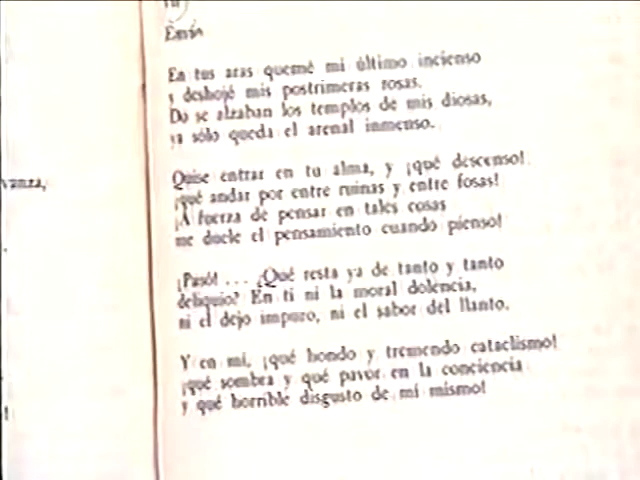 En tus aras quemé mi último incienso
y deshojé mis postrimeras rosas.
Do se alzaban los templos de mis diosas,
ya sólo queda el arenal inmenso.
Quise entrar en tu alma, y ¡qué descenso!
¡qué andar por entre ruinas y entre fosas!
¡A fuerza de pensar en tales cosas
me duele el pensamiento cuando pienso!
¡Pasó! ... ¿Qué resta ya de tanto y tanto
deliquio? En ti ni la moral dolencia,
ni el dejo impuro, ni el sabor del llanto.
Y en mí, ¡qué hondo y tremendo cataclismo!
¡qué sombra y qué pavor en la conciencia
y qué horrible disgusto de mí mismo!